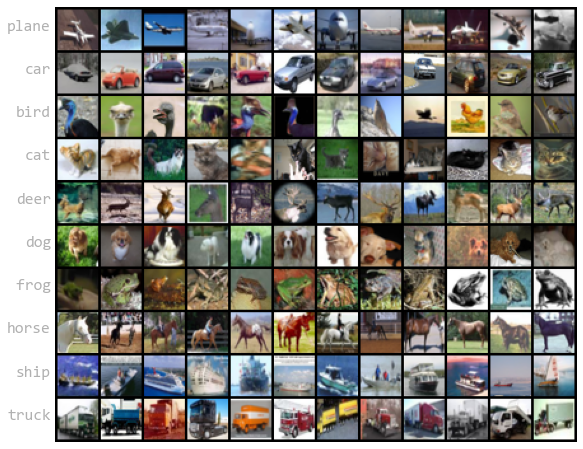 plane
car
bird
cat
deer
dog
frog
horse
ship
truck